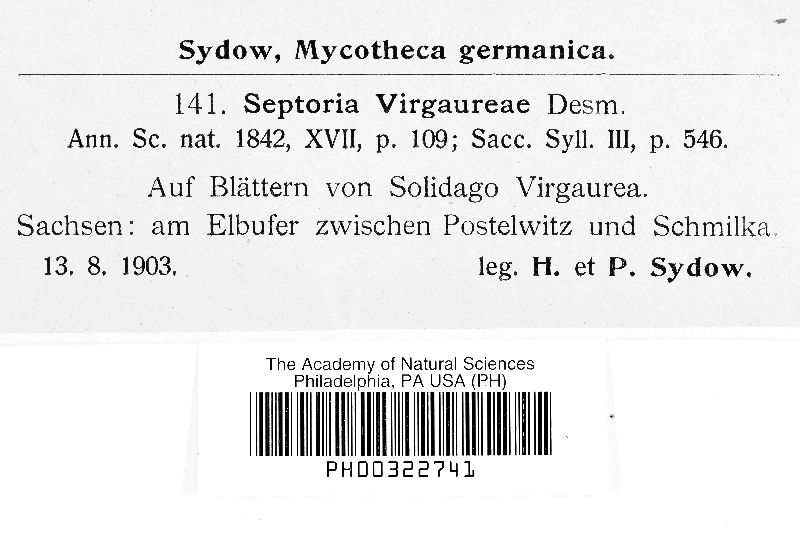 Sydow, Mycotheca germanica.
141. Septoria Virgaureae Desm.
Ann. Sc. nat. 1842, XVII, p. 109; Sacc. Syll. III, p. 546.
Auf Blättern von Solidago Virgaurea.
Sachsen: am Elbufer zwischen Postelwitz und Schmilka.
13. 8. 1903.    leg. H. et P. Sydow.
The Academy of Natural Sciences
Philadelphia, PA USA (PH)
PH00322741